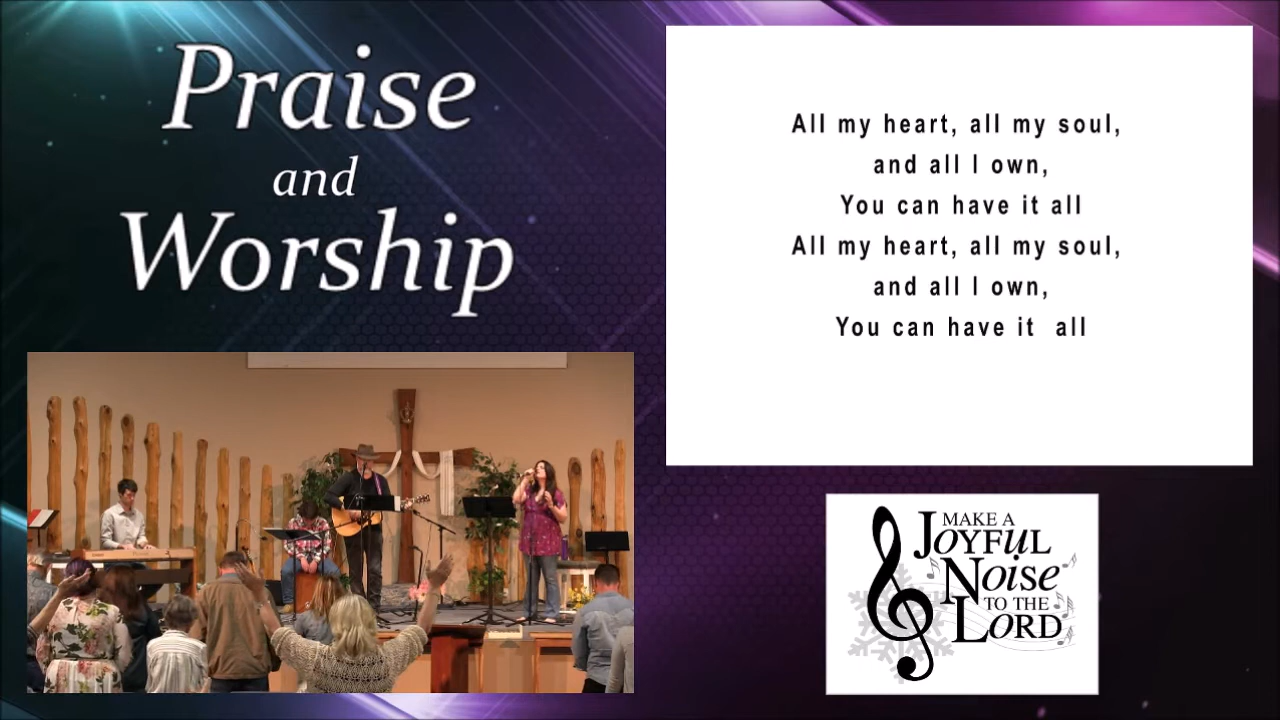 Praise
and
Worship
All my heart, all my soul,
and all I own,
You can have it all
All my heart, all my soul,
and all I own,
You can have it  all
MAKE A
JOYFUL
NOISE
TO THE
LORD